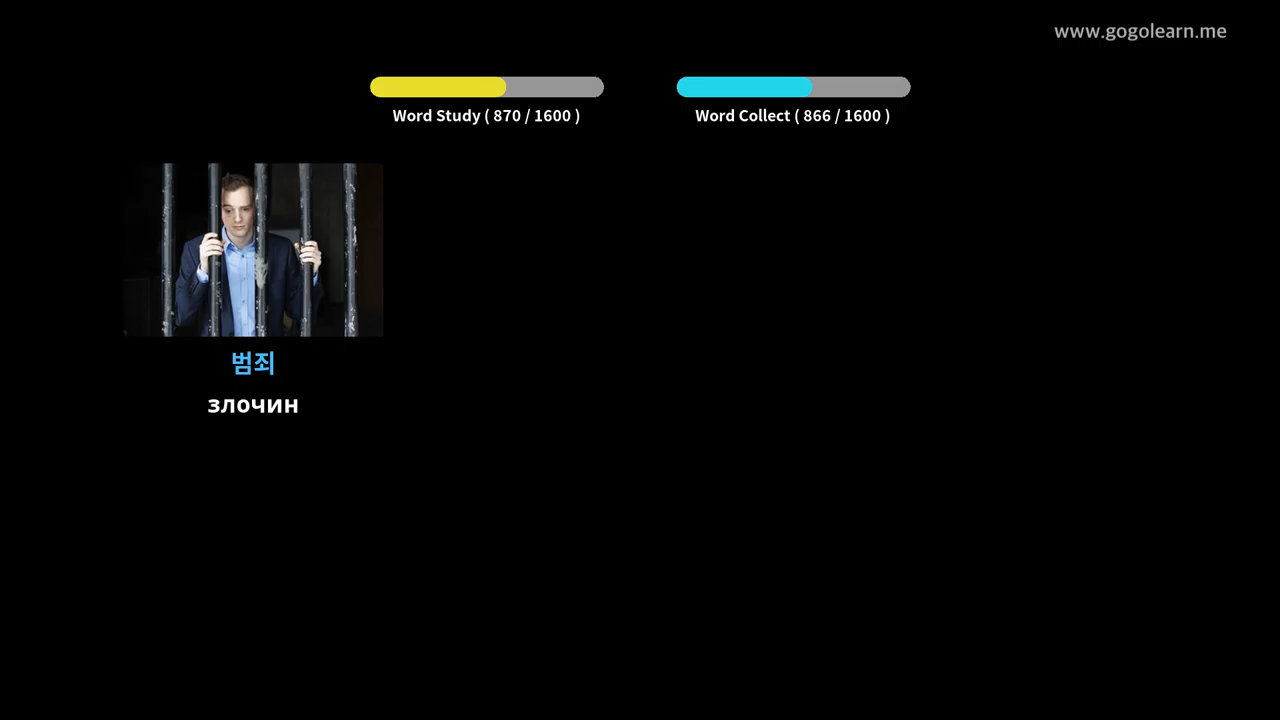 www.gogolearn.me
Word Study ( 870 / 1600 )
Word Collect ( 866 / 1600 )
범죄
злочин